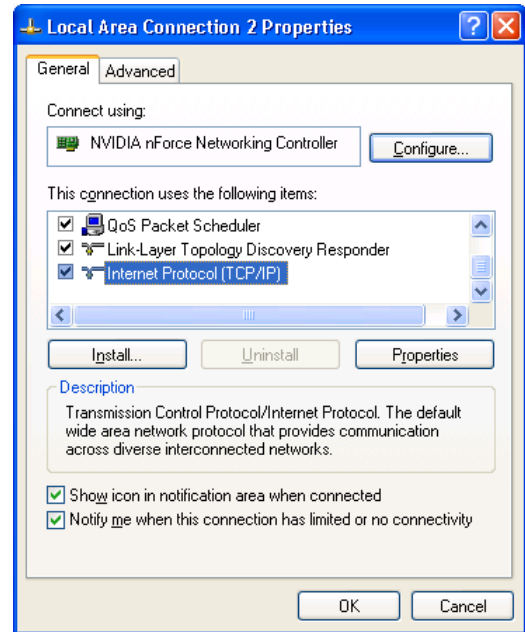 Local Area Connection 2 Properties
General Advanced
Connect using:
NVIDIA nForce Networking Controller Configure...
This connection uses the following items:
QoS Packet Scheduler
Link-Layer Topology Discovery Responder
Internet Protocol (TCP/IP)
Install... Uninstall Properties
Description
Transmission Control Protocol/Internet Protocol. The default
wide area network protocol that provides communication
across diverse interconnected networks.
Show icon in notification area when connected
Notify me when this connection has limited or no connectivity
OK Cancel